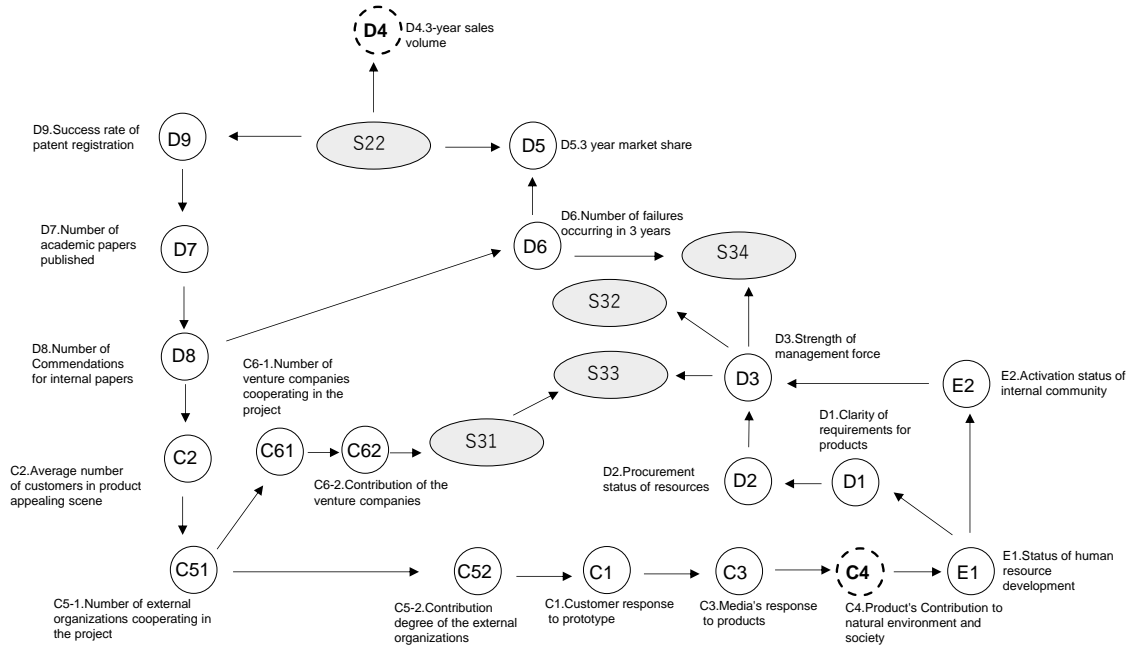 D4
D4.3-year sales
volume
D9.Success rate of
patent registration
D9
S22
D5
D5.3 year market share
D7.Number of
academic papers
published
D7
D6.Number of failures
occurring in 3 years
D6
S34
S32
D8.Number of
Commendations
for internal papers
D8
C6-1.Number of
venture companies
cooperating in the
project
S33
D3.Strength of
management force
D3
E2
E2.Activation status of
internal community
C2.Average number
of customers in product
appealing scene
C2
C61
C62
C6-2.Contribution of the
venture companies
S31
D1.Clarity of
requirements for
products
D2.Procurement
status of resources
D2
D1
C51
C5-1.Number of external
organizations cooperating in
the project
C52
C5-2.Contribution
degree of the external
organizations
C1
C1.Customer response
to prototype
C3
C3.Media's response
to products
C4
C4.Product's Contribution to
natural environment and
society
E1
E1.Status of human
resource
development